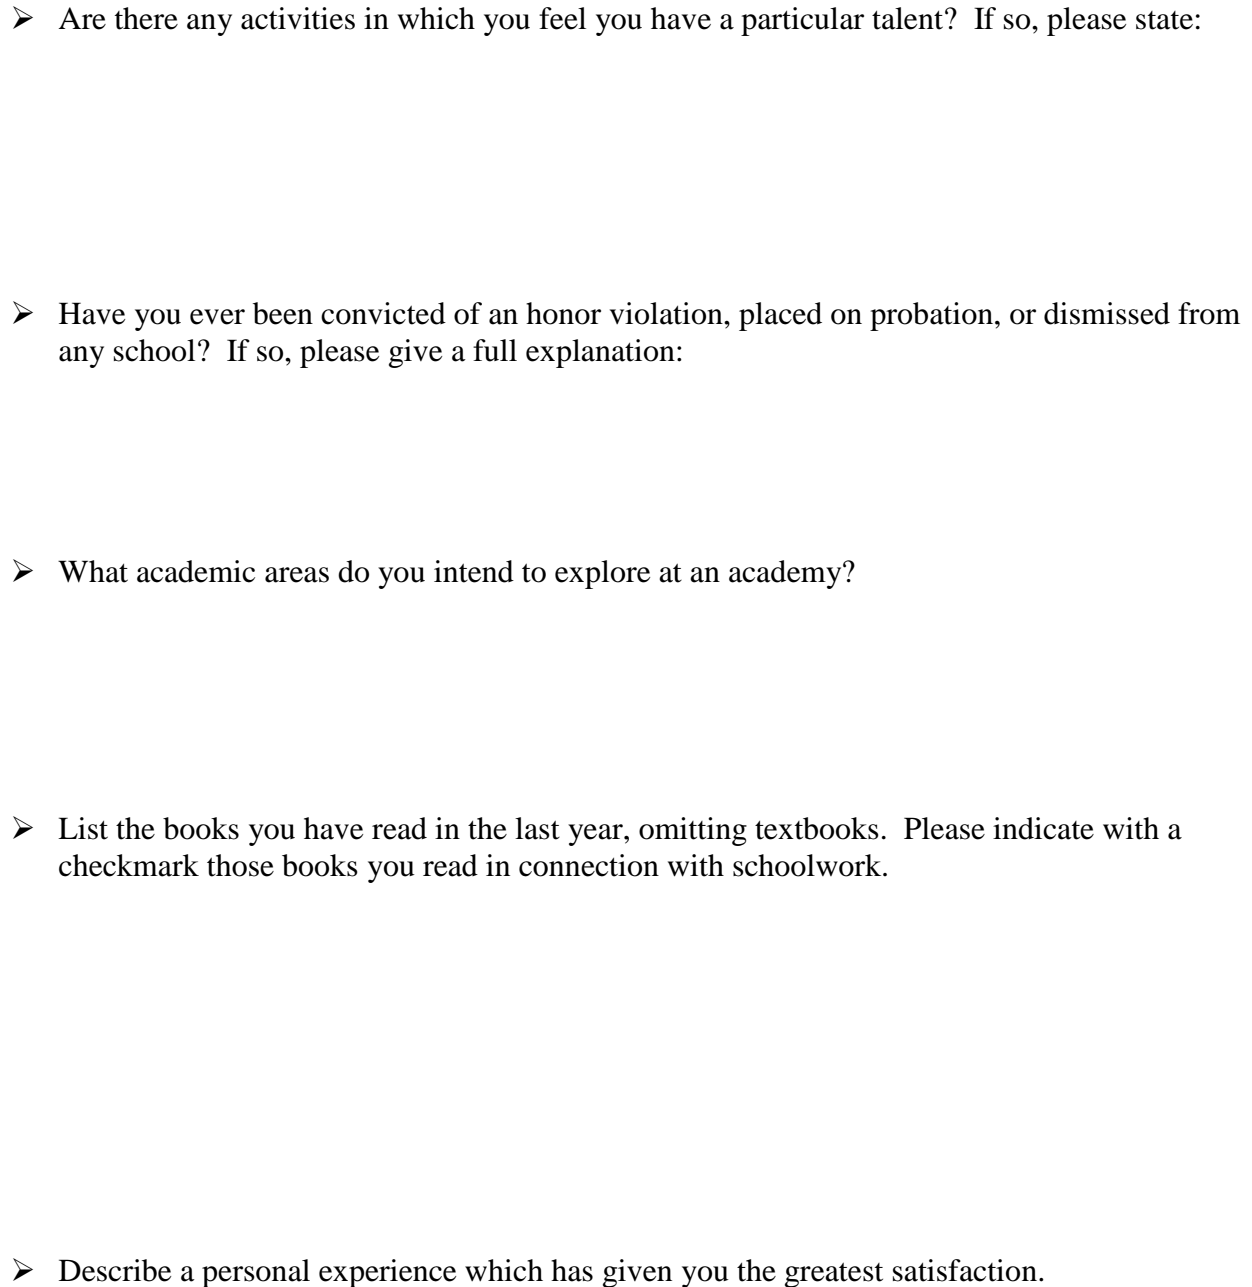 ➢ Are there any activities in which you feel you have a particular talent?  If so, please state:
➢ Have you ever been convicted of an honor violation, placed on probation, or dismissed from
any school?  If so, please give a full explanation:
➢ What academic areas do you intend to explore at an academy?
➢ List the books you have read in the last year, omitting textbooks.  Please indicate with a
checkmark those books you read in connection with schoolwork.
➢ Describe a personal experience which has given you the greatest satisfaction.